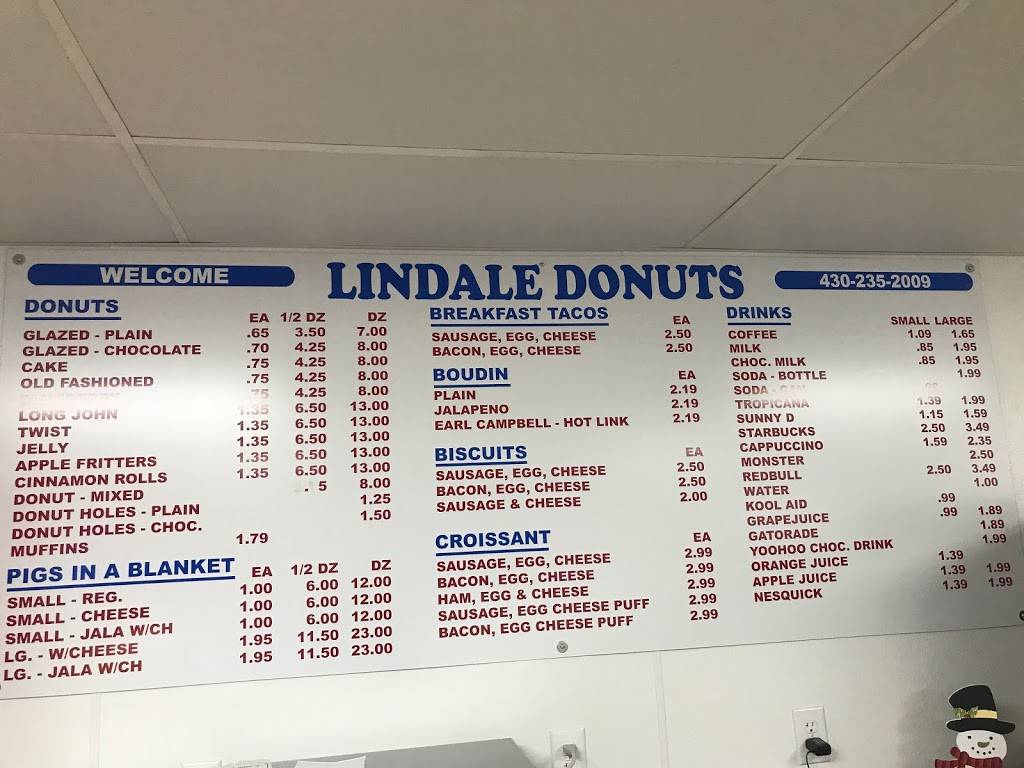 WELCOME
LINDALE DONUTS
430-235-2009
DONUTS EA 1/2 DZ DZ
GLAZED - PLAIN .65 3.50 7.00
GLAZED - CHOCOLATE .70 4.25 8.00
CAKE .75 4.25 8.00
OLD FASHIONED .75 4.25 8.00
.75 4.25 8.00
LONG JOHN 1.35 6.50 13.00
TWIST 1.35 6.50 13.00
JELLY 1.35 6.50 13.00
APPLE FRITTERS 1.35 6.50 13.00
CINNAMON ROLLS 1.35 6.50 13.00
DONUT - MIXED 8.00
DONUT HOLES - PLAIN 1.25
DONUT HOLES - CHOC. 1.50
MUFFINS 1.79
PIGS IN A BLANKET EA 1/2 DZ DZ
SMALL - REG. 1.00 6.00 12.00
SMALL - CHEESE 1.00 6.00 12.00
SMALL - JALA W/CH 1.00 6.00 12.00
LG. - W/CHEESE 1.95 11.50 23.00
LG. - JALA W/CH 1.95 11.50 23.00
BREAKFAST TACOS EA
SAUSAGE, EGG, CHEESE 2.50
BACON, EGG, CHEESE 2.50
BOUDIN EA
PLAIN 2.19
JALAPENO 2.19
EARL CAMPBELL - HOT LINK 2.19
BISCUITS EA
SAUSAGE, EGG, CHEESE 2.50
BACON, EGG, CHEESE 2.50
SAUSAGE & CHEESE 2.00
CROISSANT EA
SAUSAGE, EGG, CHEESE 2.99
BACON, EGG, CHEESE 2.99
HAM, EGG & CHEESE 2.99
SAUSAGE, EGG CHEESE PUFF 2.99
BACON, EGG CHEESE PUFF 2.99
DRINKS SMALL LARGE
COFFEE 1.09 1.65
MILK .85 1.95
CHOC. MILK .85 1.95
SODA - BOTTLE 1.99
SODA - CAN
TROPICANA 1.39 1.99
SUNNY D 1.15 1.59
STARBUCKS 2.50 3.49
CAPPUCCINO 1.59 2.35
MONSTER 2.50
REDBULL 2.50 3.49
WATER 1.00
KOOL AID .99
GRAPEJUICE .99 1.89
GATORADE 1.89
YOOHOO CHOC. DRINK 1.99
ORANGE JUICE 1.39
APPLE JUICE 1.39 1.99
NESQUICK 1.39 1.99